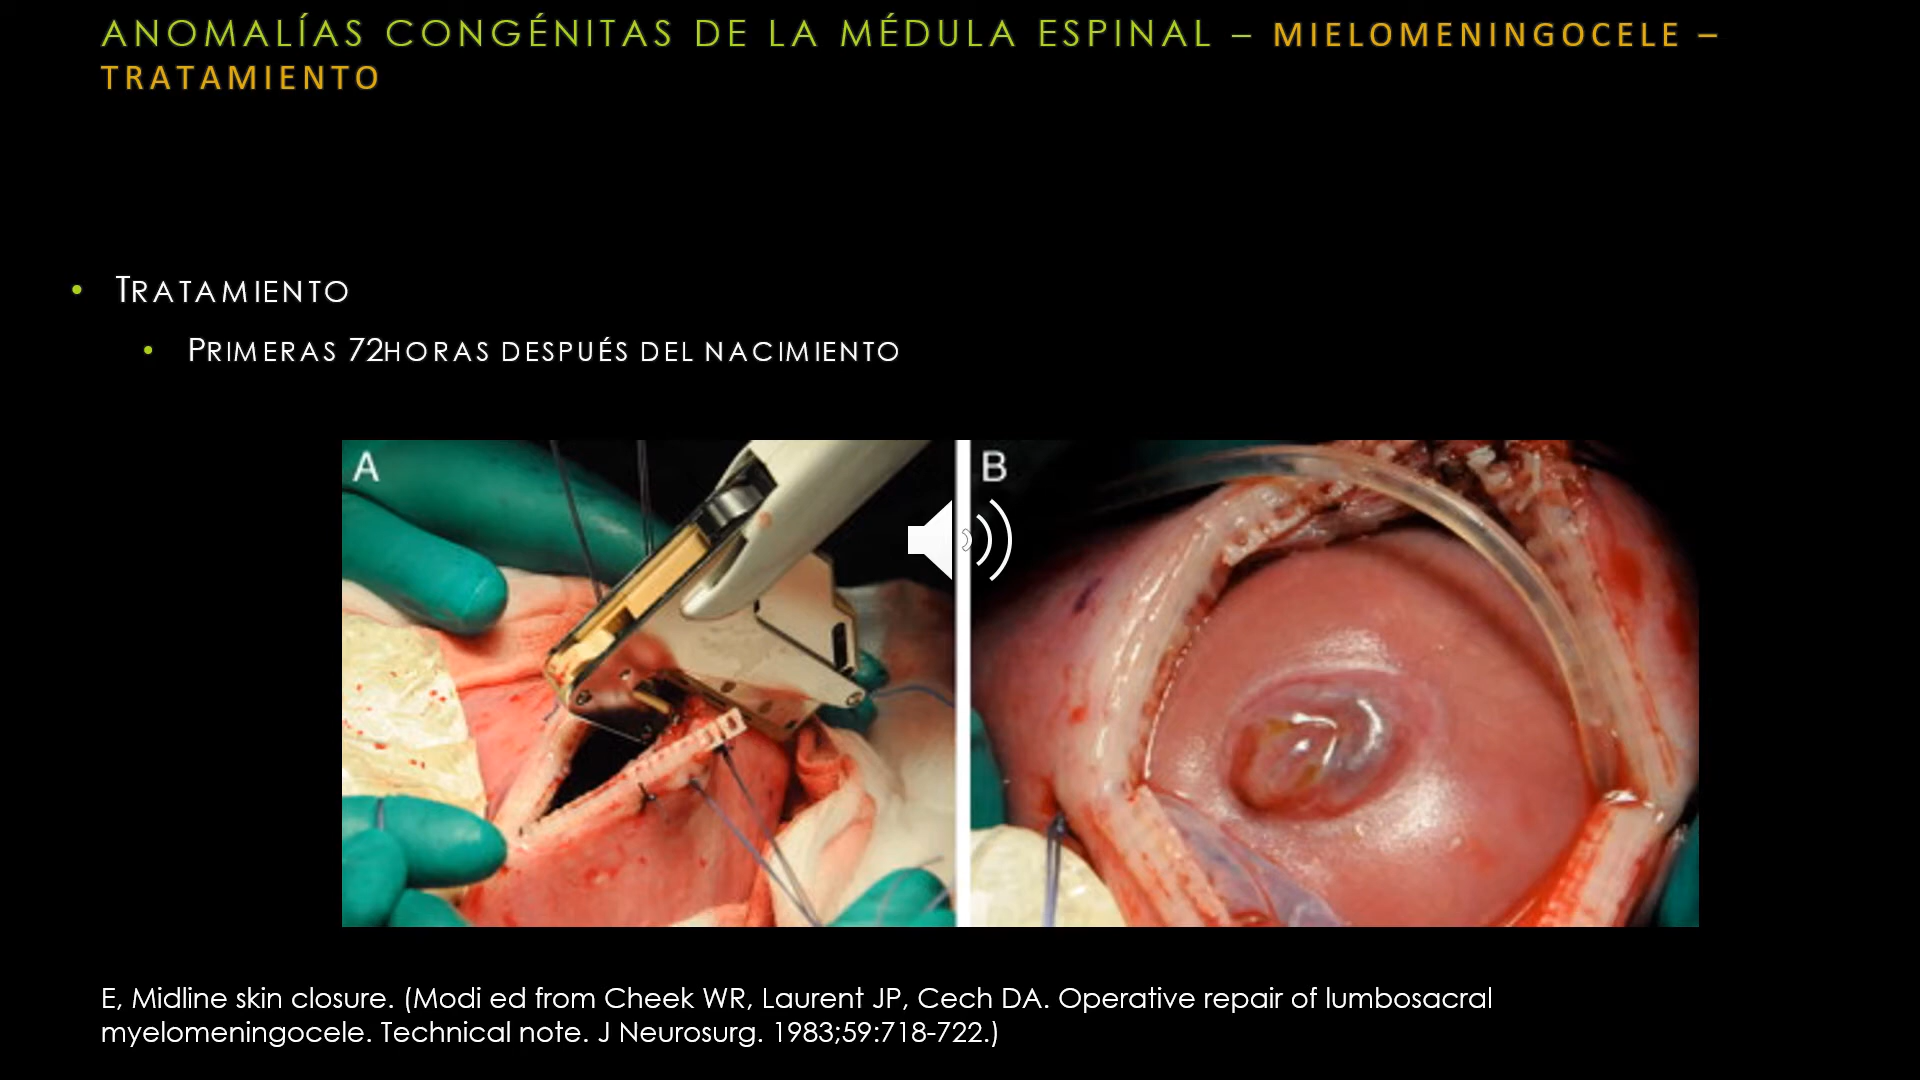 ANOMALÍAS CONGÉNITAS DE LA MÉDULA ESPINAL – MIELOMENINGOCELE –
TRATAMIENTO
• TRATAMIENTO
• PRIMERAS 72HORAS DESPUÉS DEL NACIMIENTO
A
B
E, Midline skin closure. (Modi ed from Cheek WR, Laurent JP, Cech DA. Operative repair of lumbosacral
myelomeningocele. Technical note. J Neurosurg. 1983;59:718-722.)